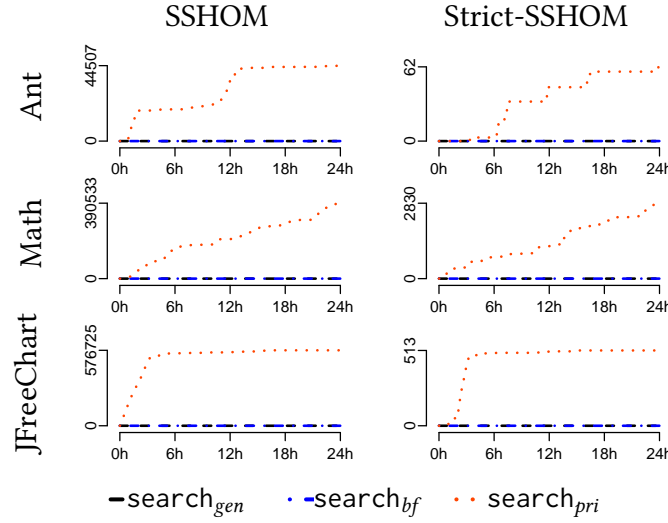 SSHOM Strict-SSHOM
Ant
44507
0
0h 6h 12h 18h 24h
62
0
0h 6h 12h 18h 24h
Math
390533
0
0h 6h 12h 18h 24h
2830
0
0h 6h 12h 18h 24h
JFreeChart
576725
0
0h 6h 12h 18h 24h
513
0
0h 6h 12h 18h 24h
search_gen search_bf search_pri